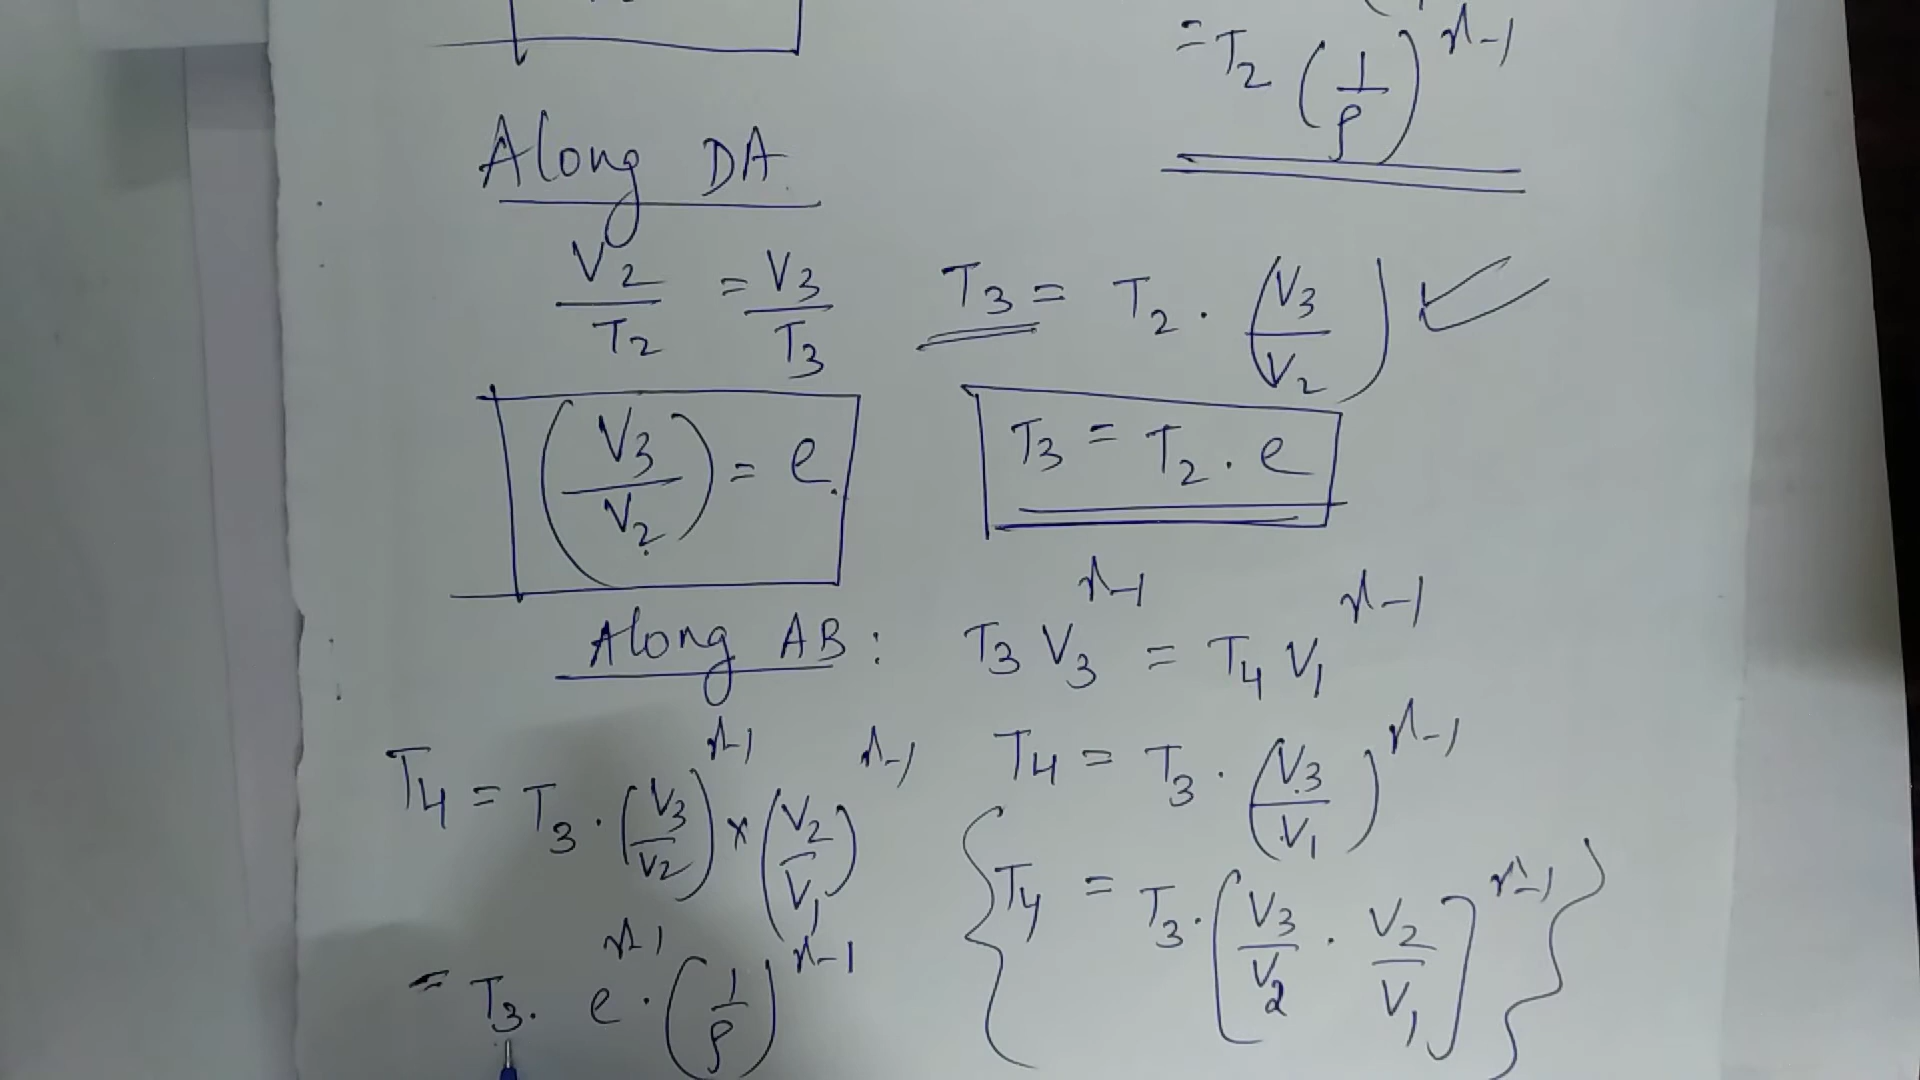 = T₂ (1/ρ)^γ-1
Along DA
V₂/T₂ = V₃/T₃
T₃ = T₂ . (V₃/V₂)
(V₃/V₂) = e.
T₃ = T₂ . e
Along AB : T₃ V₃^γ-1 = T₄ V₁^γ-1
T₄ = T₃ . (V₃/V₁)^γ-1
T₄ = T₃ . [V₃/V₂ . V₂/V₁]^γ-1
T₄ = T₃ . (V₃/V₂)^γ-1 × (V₂/V₁)^γ-1
= T₃ . e^γ-1 . (1/ρ)^γ-1